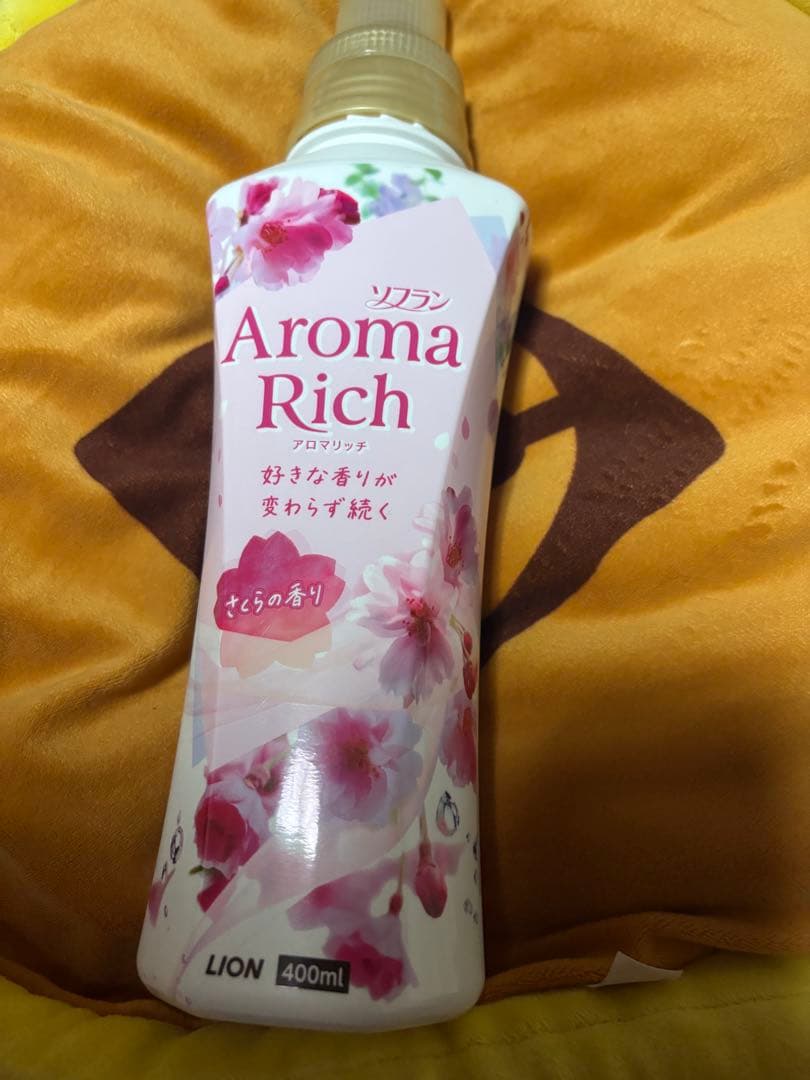 ソフラン
Aroma
Rich
アロマリッチ
好きな香りが
変わらず続く
さくらの香り
LION 400ml